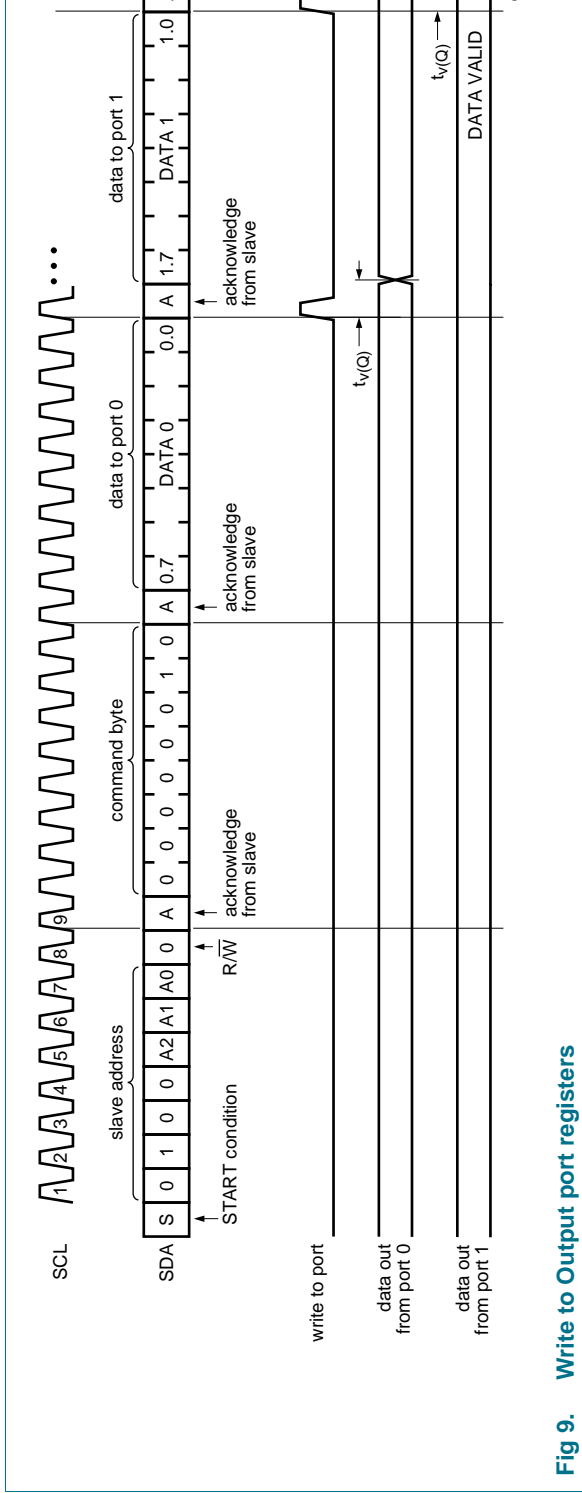 SCL
1 2 3 4 5 6 7 8 9
slave address
command byte
data to port 0
data to port 1
SDA
S 0 1 0 0 A2 A1 A0 0 A 0 0 0 0 0 0 1 0 A 0.7 DATA 0 0.0 A 1.7 DATA 1 1.0
START condition
R/W
acknowledge
from slave
acknowledge
from slave
acknowledge
from slave
write to port
tv(Q)
data out
from port 0
tv(Q)
data out
from port 1
DATA VALID
Fig 9. Write to Output port registers